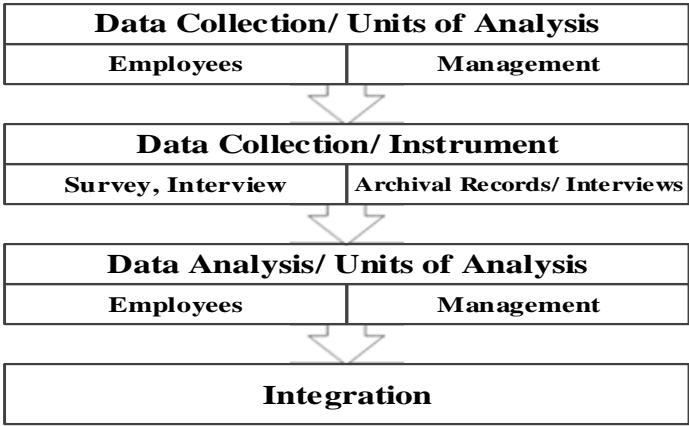 Data Collection/ Units of Analysis
Employees Management
Data Collection/ Instrument
Survey, Interview Archival Records/ Interviews
Data Analysis/ Units of Analysis
Employees Management
Integration